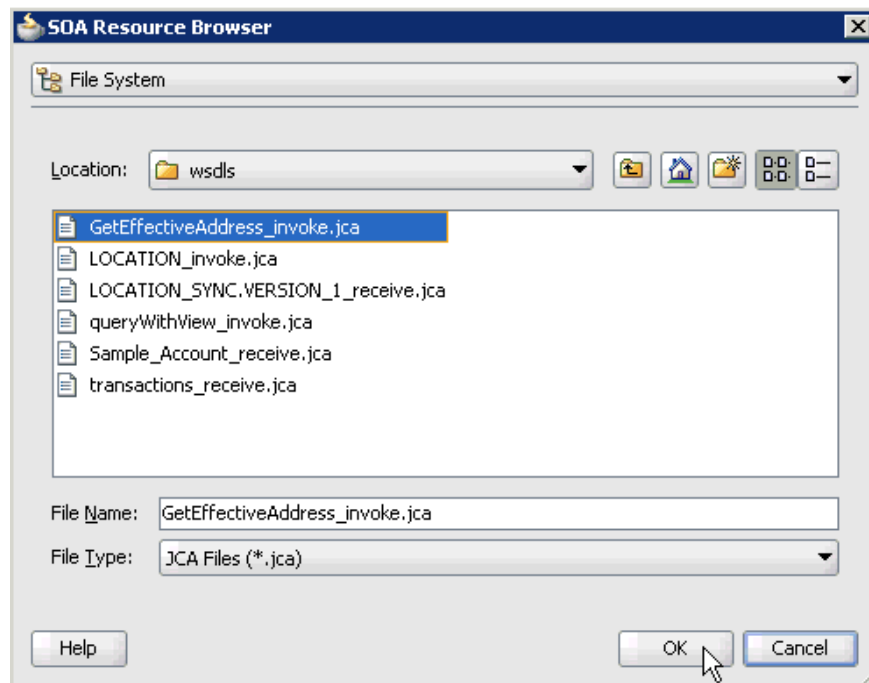 SOA Resource Browser
File System
Location: wsdls
GetEffectiveAddress_invoke.jca
LOCATION_invoke.jca
LOCATION_SYNC.VERSION_1_receive.jca
queryWithView_invoke.jca
Sample_Account_receive.jca
transactions_receive.jca
File Name: GetEffectiveAddress_invoke.jca
File Type: JCA Files (*.jca)
Help OK Cancel